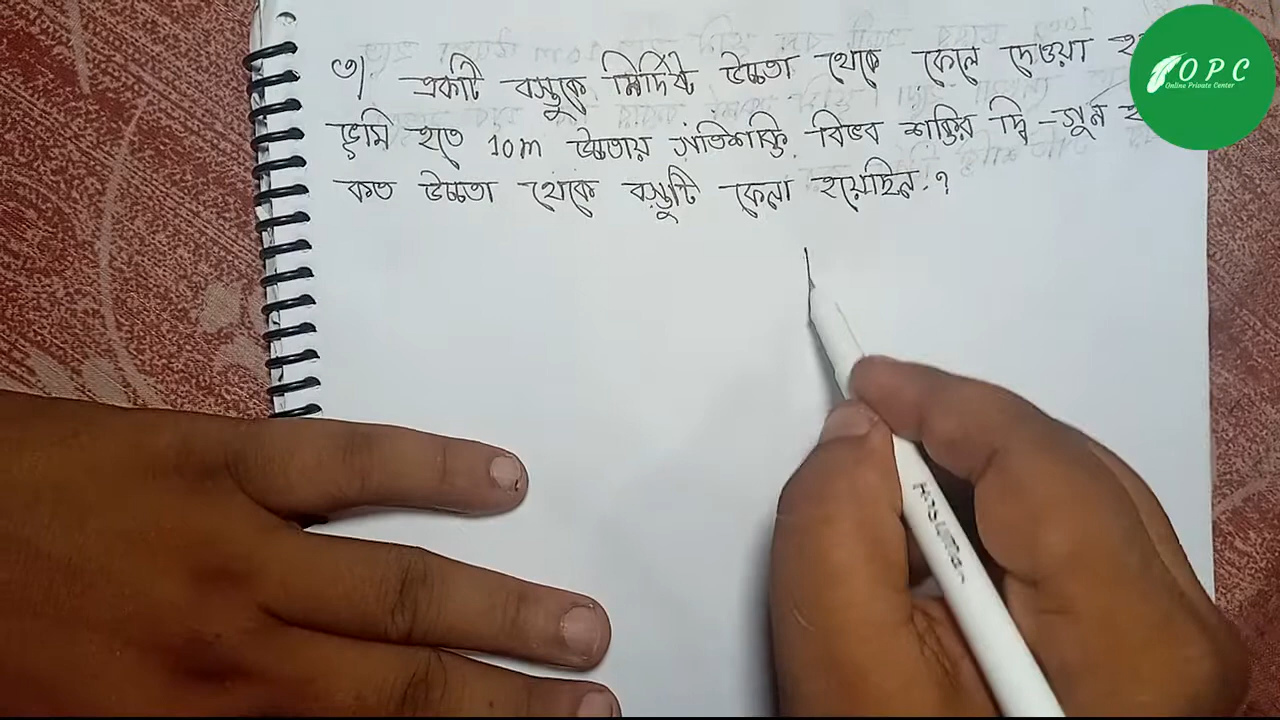 ৩। একটি বস্তুকে নির্দিষ্ট উচ্চতা থেকে ফেলে দেওয়া
ভূমি হতে 10m উচ্চতায় গতিশক্তি বিভব শক্তির দ্বি-গুন
কত উচ্চতা থেকে বস্তুটি ফেলা হয়েছিল?
OPC
Online Private Center